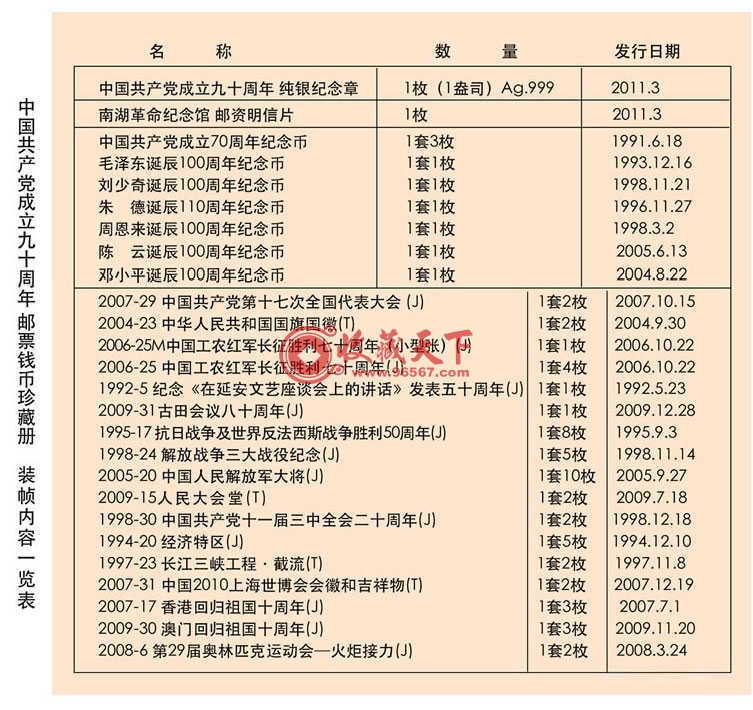 中国共产党成立九十周年 邮票钱币珍藏册 装帧内容一览表
名 称 数 量 发行日期
中国共产党成立九十周年 纯银纪念章 1枚（1盎司）Ag.999 2011.3
南湖革命纪念馆 邮资明信片 1枚 2011.3
中国共产党成立70周年纪念币 1套3枚 1991.6.18
毛泽东诞辰100周年纪念币 1套1枚 1993.12.16
刘少奇诞辰100周年纪念币 1套1枚 1998.11.21
朱 德诞辰110周年纪念币 1套1枚 1996.11.27
周恩来诞辰100周年纪念币 1套1枚 1998.3.2
陈 云诞辰100周年纪念币 1套1枚 2005.6.13
邓小平诞辰100周年纪念币 1套1枚 2004.8.22
2007-29 中国共产党第十七次全国代表大会 (J) 1套2枚 2007.10.15
2004-23 中华人民共和国国旗国徽(T) 1套2枚 2004.9.30
2006-25M中国工农红军长征胜利七十周年（小型张）(J) 1套1枚 2006.10.22
2006-25 中国工农红军长征胜利七十周年(J) 1套4枚 2006.10.22
收藏天下
www.96567.com
1992-5 纪念《在延安文艺座谈会上的讲话》发表五十周年(J) 1套1枚 1992.5.23
2009-31古田会议八十周年(J) 1套1枚 2009.12.28
1995-17 抗日战争及世界反法西斯战争胜利50周年(J) 1套8枚 1995.9.3
1998-24 解放战争三大战役纪念(J) 1套5枚 1998.11.14
2005-20 中国人民解放军大将(J) 1套10枚 2005.9.27
2009-15人民大会堂(T) 1套2枚 2009.7.18
1998-30 中国共产党十一届三中全会二十周年(J) 1套2枚 1998.12.18
1994-20 经济特区(J) 1套5枚 1994.12.10
1997-23 长江三峡工程·截流(T) 1套2枚 1997.11.8
2007-31 中国2010上海世博会会徽和吉祥物(T) 1套2枚 2007.12.19
2007-17 香港回归祖国十周年(J) 1套3枚 2007.7.1
2009-30 澳门回归祖国十周年(J) 1套3枚 2009.11.20
2008-6 第29届奥林匹克运动会—火炬接力(J) 1套2枚 2008.3.24